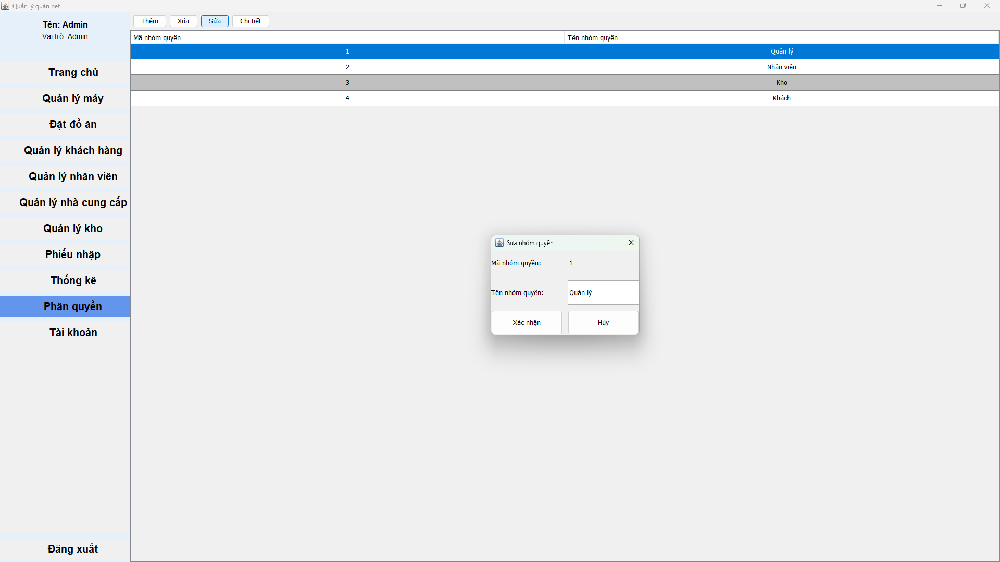 Quản lý quán net
Tên: Admin
Vai trò: Admin
Trang chủ
Quản lý máy
Đặt đồ ăn
Quản lý khách hàng
Quản lý nhân viên
Quản lý nhà cung cấp
Quản lý kho
Phiếu nhập
Thống kê
Phân quyền
Tài khoản
Đăng xuất
Thêm Xóa Sửa Chi tiết
Mã nhóm quyền Tên nhóm quyền
1 Quản lý
2 Nhân viên
3 Kho
4 Khách
Sửa nhóm quyền
Mã nhóm quyền: 1
Tên nhóm quyền: Quản lý
Xác nhận Hủy